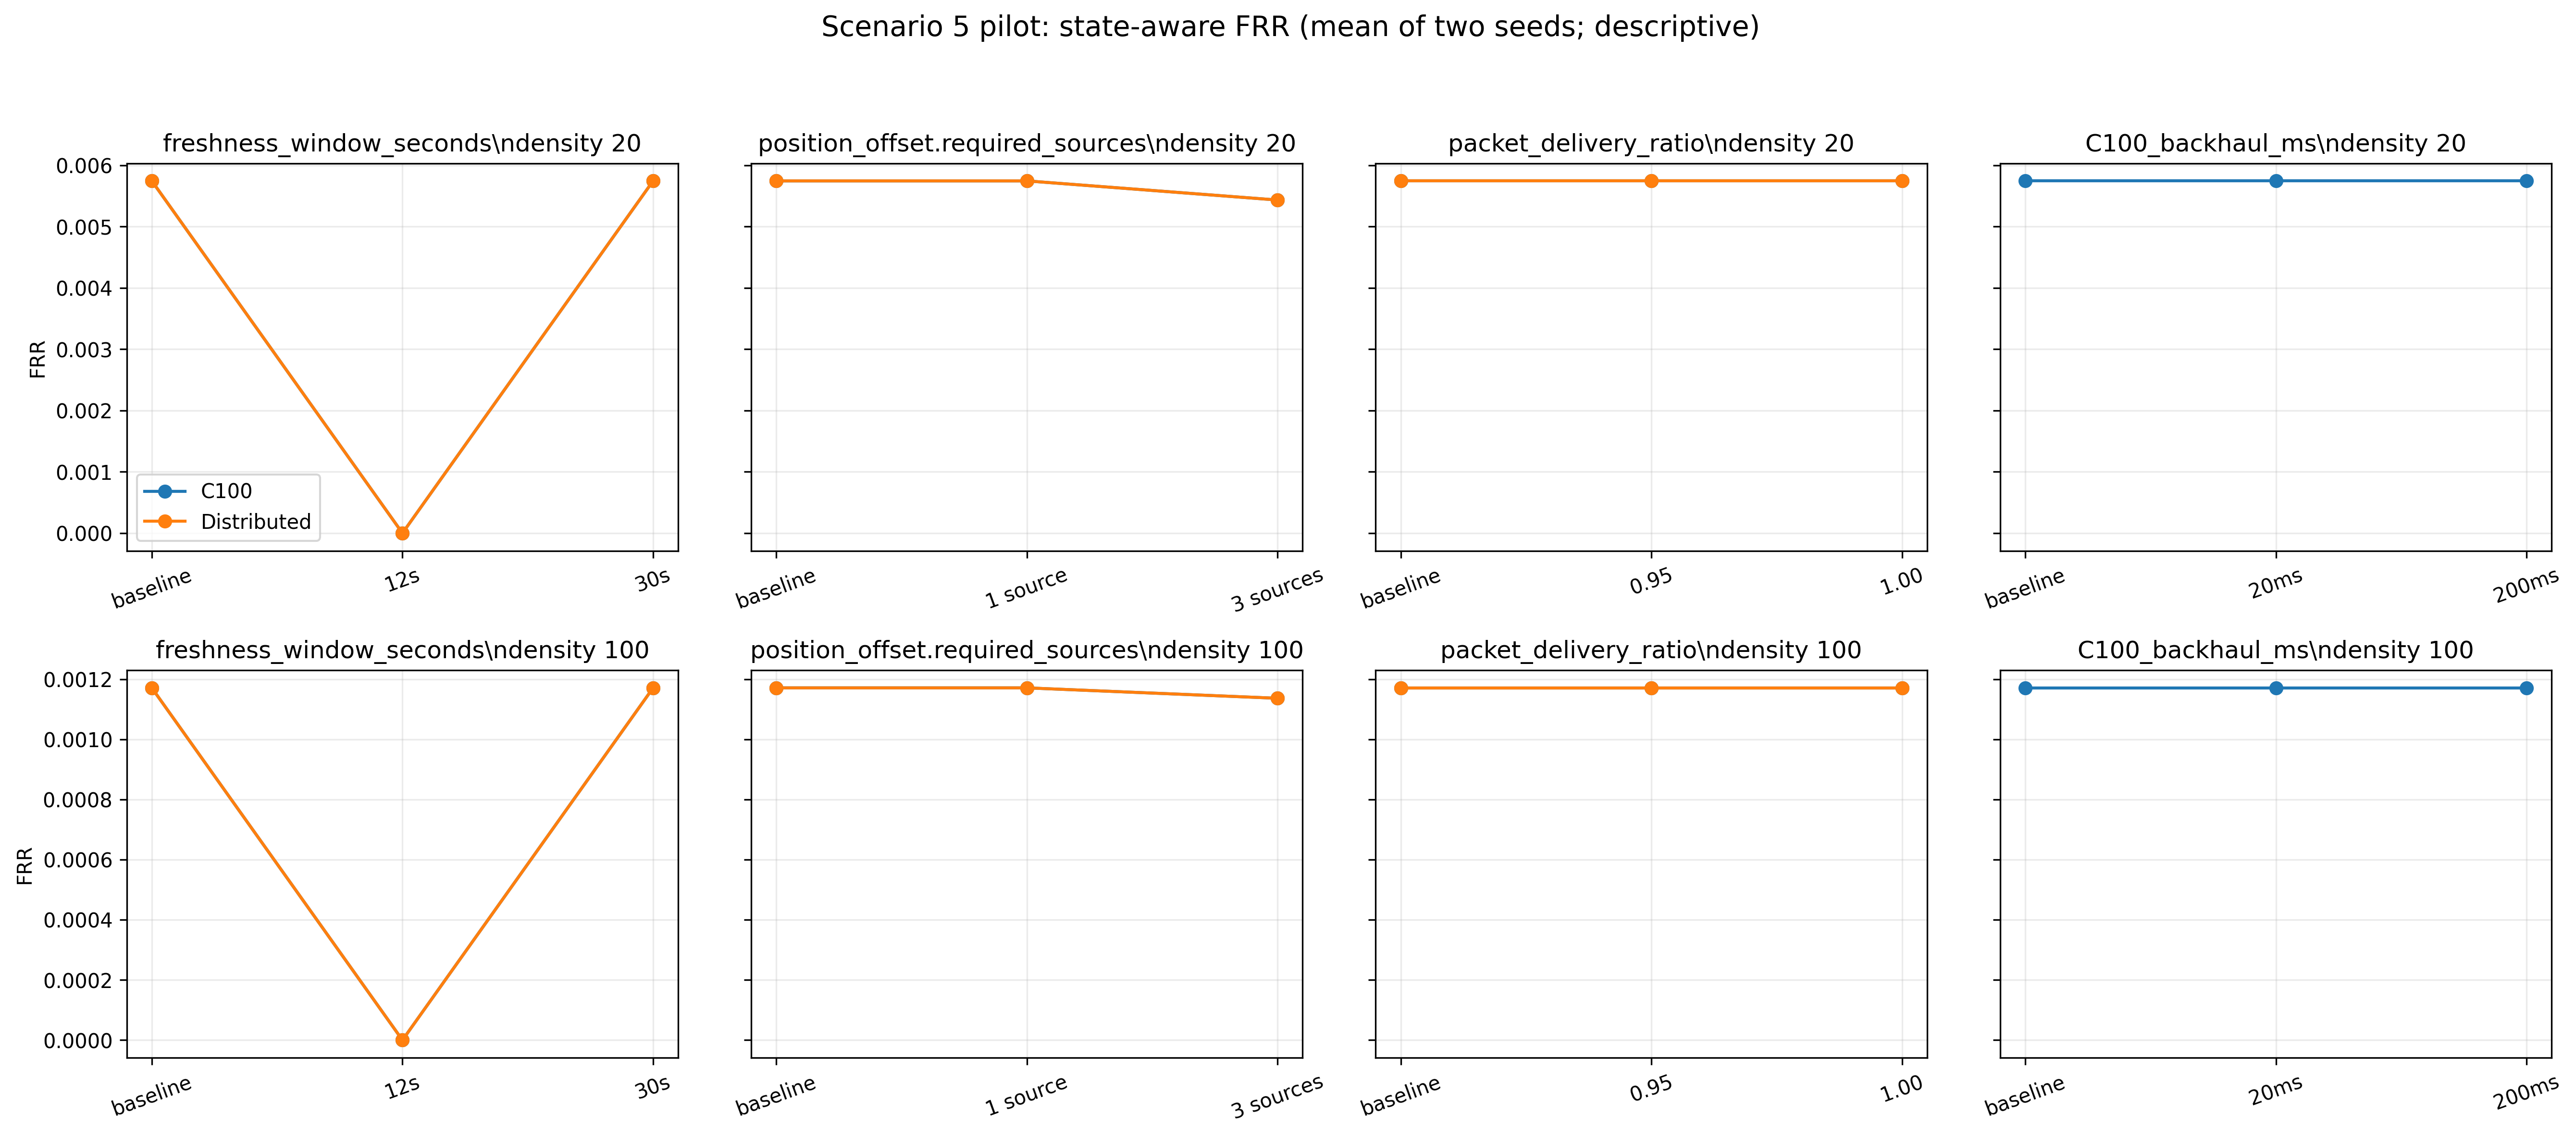 Scenario 5 pilot: state-aware FRR (mean of two seeds; descriptive)
freshness_window_seconds\ndensity 20
position_offset.required_sources\ndensity 20
packet_delivery_ratio\ndensity 20
C100_backhaul_ms\ndensity 20
FRR
0.006
0.005
0.004
0.003
0.002
0.001
0.000
C100
Distributed
baseline
12s
30s
baseline
1 source
3 sources
baseline
0.95
1.00
baseline
20ms
200ms
freshness_window_seconds\ndensity 100
position_offset.required_sources\ndensity 100
packet_delivery_ratio\ndensity 100
C100_backhaul_ms\ndensity 100
FRR
0.0012
0.0010
0.0008
0.0006
0.0004
0.0002
0.0000
baseline
12s
30s
baseline
1 source
3 sources
baseline
0.95
1.00
baseline
20ms
200ms